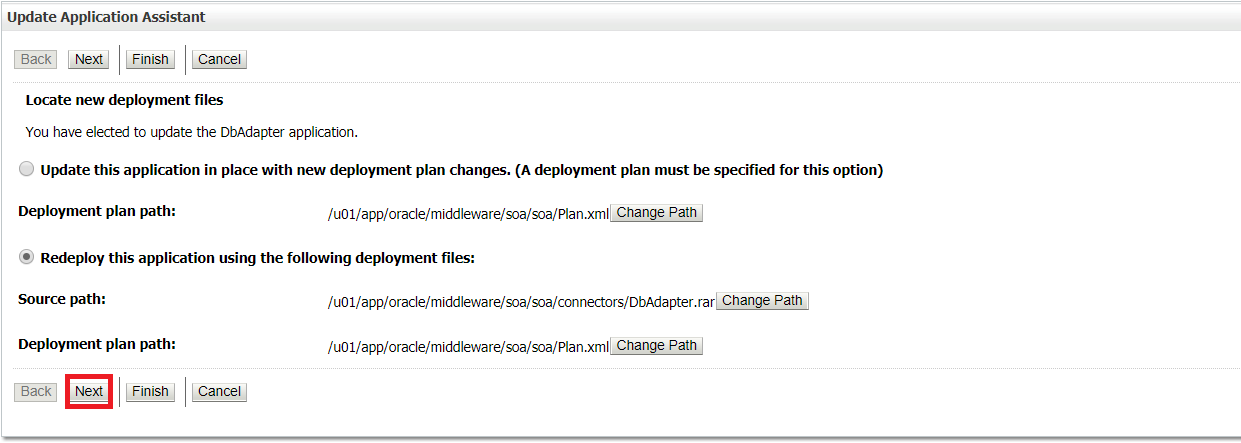 Update Application Assistant
Back Next Finish Cancel
Locate new deployment files
You have elected to update the DbAdapter application.
Update this application in place with new deployment plan changes. (A deployment plan must be specified for this option)
Deployment plan path: /u01/app/oracle/middleware/soa/soa/Plan.xml Change Path
Redeploy this application using the following deployment files:
Source path: /u01/app/oracle/middleware/soa/soa/connectors/DbAdapter.rar Change Path
Deployment plan path: /u01/app/oracle/middleware/soa/soa/Plan.xml Change Path
Back Next Finish Cancel